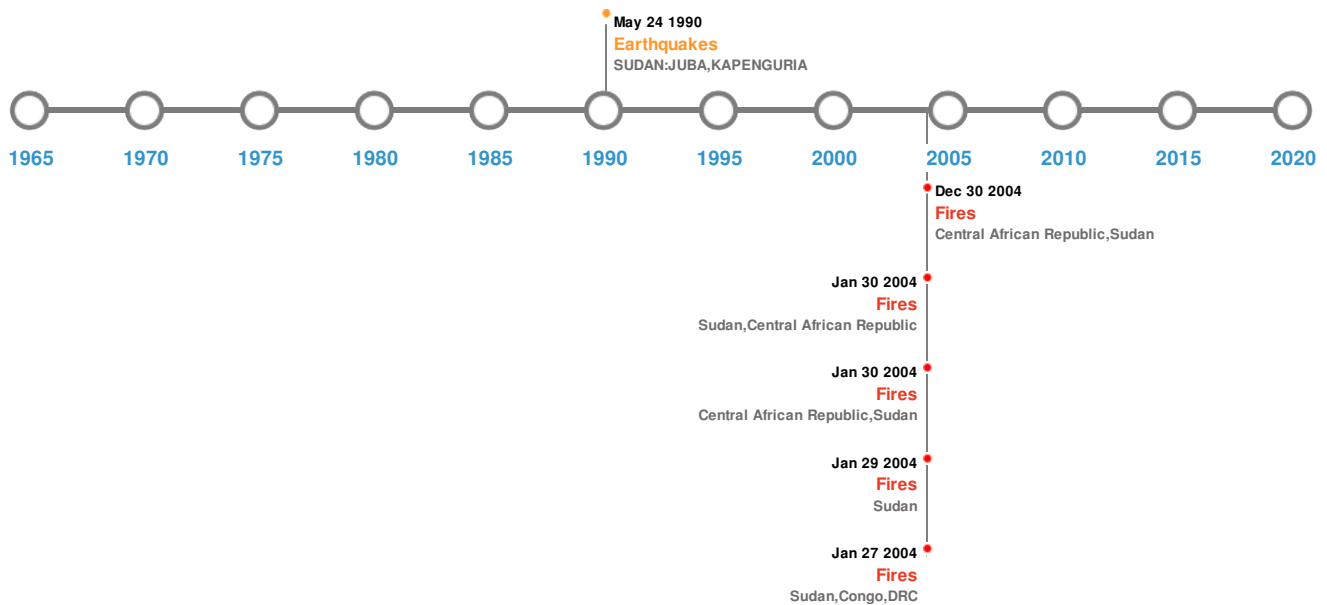 May 24 1990
Earthquakes
SUDAN:JUBA,KAPENGURIA
1965 1970 1975 1980 1985 1990 1995 2000 2005 2010 2015 2020
Dec 30 2004
Fires
Central African Republic,Sudan
Jan 30 2004
Fires
Sudan,Central African Republic
Jan 30 2004
Fires
Central African Republic,Sudan
Jan 29 2004
Fires
Sudan
Jan 27 2004
Fires
Sudan,Congo,DRC